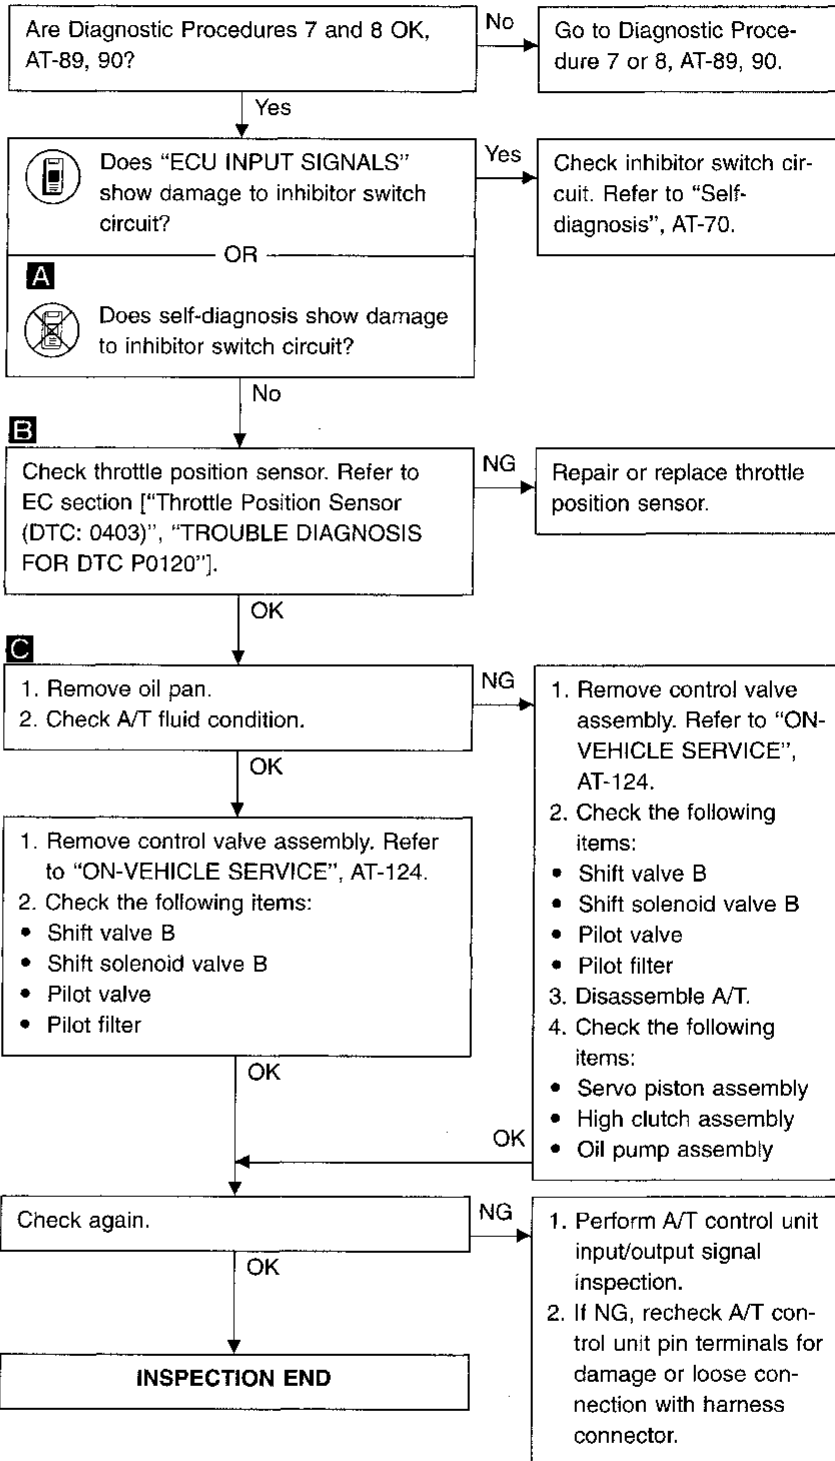 Are Diagnostic Procedures 7 and 8 OK,
AT-89, 90?
No
Go to Diagnostic Proce-
dure 7 or 8, AT-89, 90.
Yes
Does “ECU INPUT SIGNALS”
show damage to inhibitor switch
circuit?
Yes
Check inhibitor switch cir-
cuit. Refer to “Self-
diagnosis”, AT-70.
OR
A
Does self-diagnosis show damage
to inhibitor switch circuit?
No
B
Check throttle position sensor. Refer to
EC section [“Throttle Position Sensor
(DTC: 0403)”, “TROUBLE DIAGNOSIS
FOR DTC P0120”].
NG
Repair or replace throttle
position sensor.
OK
C
1. Remove oil pan.
2. Check A/T fluid condition.
NG
1. Remove control valve
assembly. Refer to “ON-
VEHICLE SERVICE”,
AT-124.
2. Check the following
items:
• Shift valve B
• Shift solenoid valve B
• Pilot valve
• Pilot filter
3. Disassemble A/T.
4. Check the following
items:
• Servo piston assembly
• High clutch assembly
• Oil pump assembly
OK
OK
1. Remove control valve assembly. Refer
to “ON-VEHICLE SERVICE”, AT-124.
2. Check the following items:
• Shift valve B
• Shift solenoid valve B
• Pilot valve
• Pilot filter
OK
Check again.
NG
1. Perform A/T control unit
input/output signal
inspection.
2. If NG, recheck A/T con-
trol unit pin terminals for
damage or loose con-
nection with harness
connector.
OK
INSPECTION END